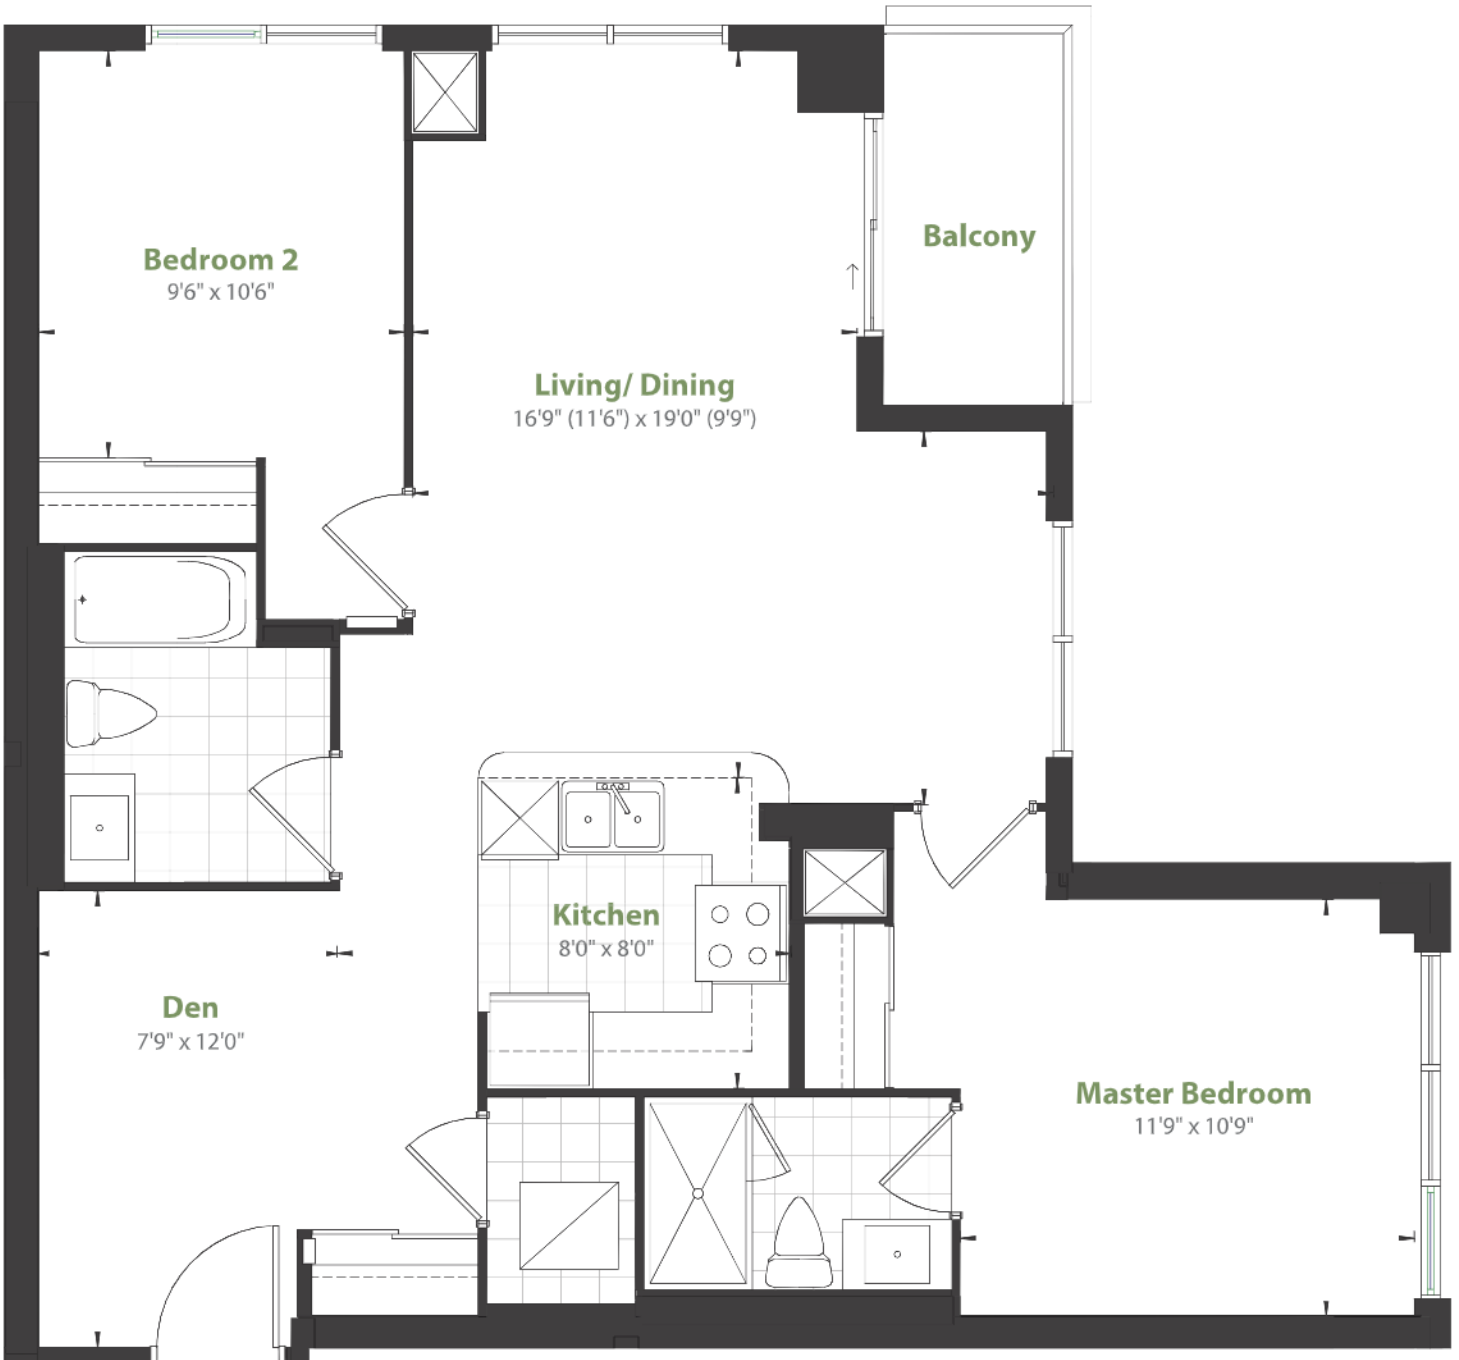 Bedroom 2
9'6" x 10'6"
Balcony
Living/ Dining
16'9" (11'6") x 19'0" (9'9")
Kitchen
8'0" x 8'0"
Den
7'9" x 12'0"
Master Bedroom
11'9" x 10'9"